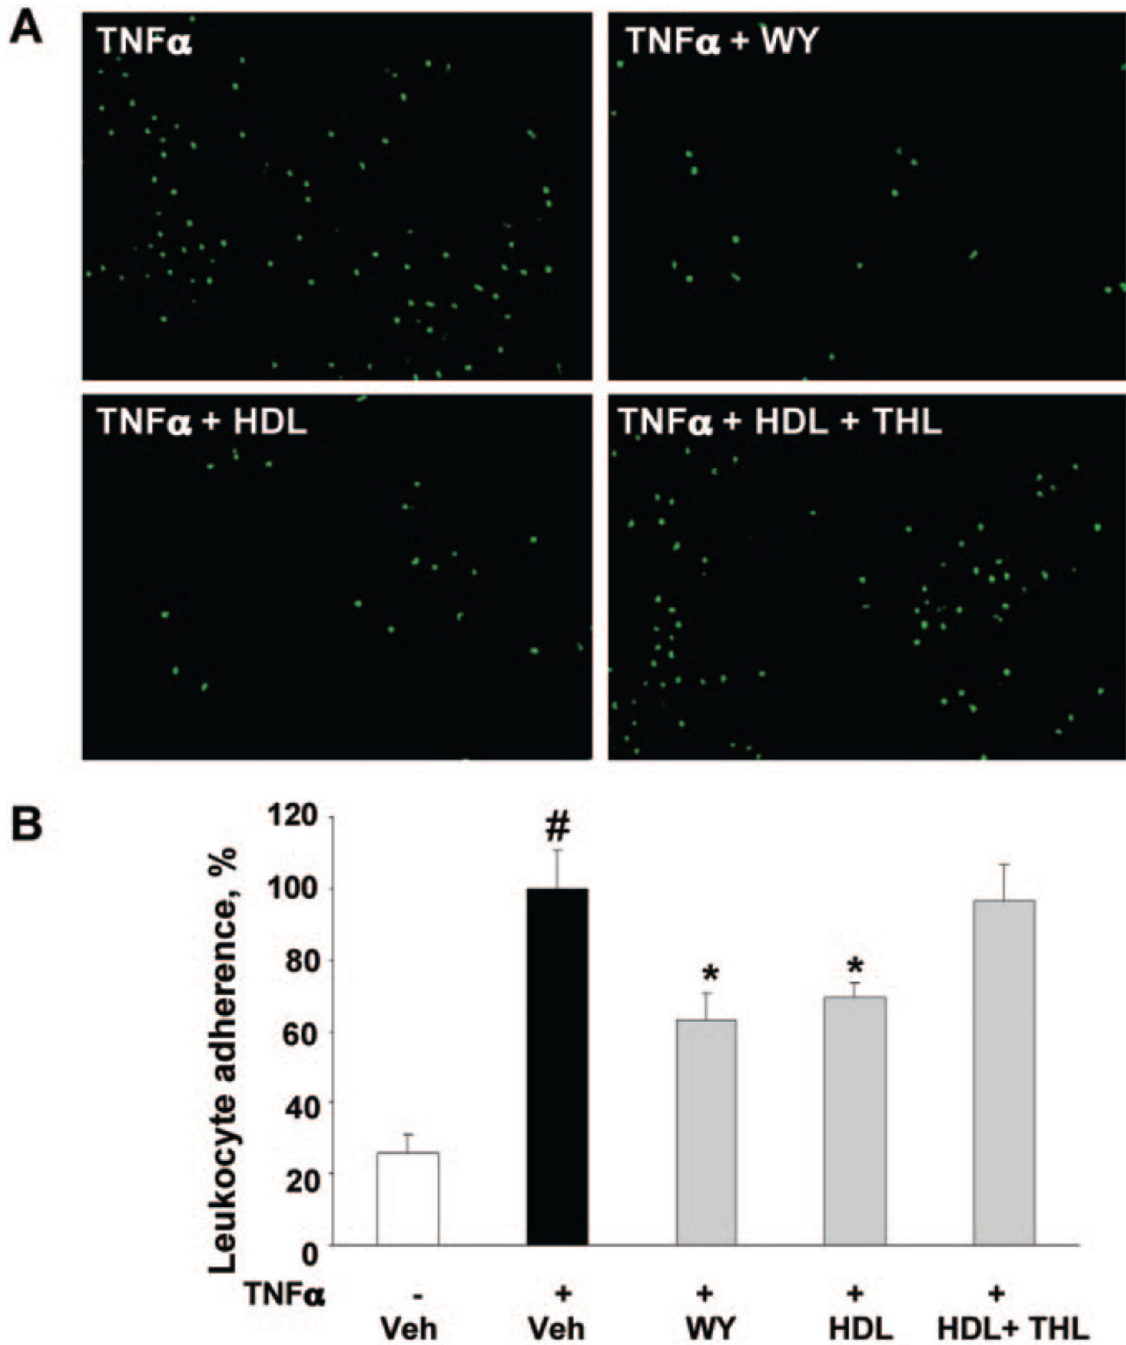 A
TNFα
TNFα + WY
TNFα + HDL
TNFα + HDL + THL
B
Leukocyte adherence, %
120
100
80
60
40
20
0
#
*
*
TNFα - + + + +
Veh Veh WY HDL HDL+ THL